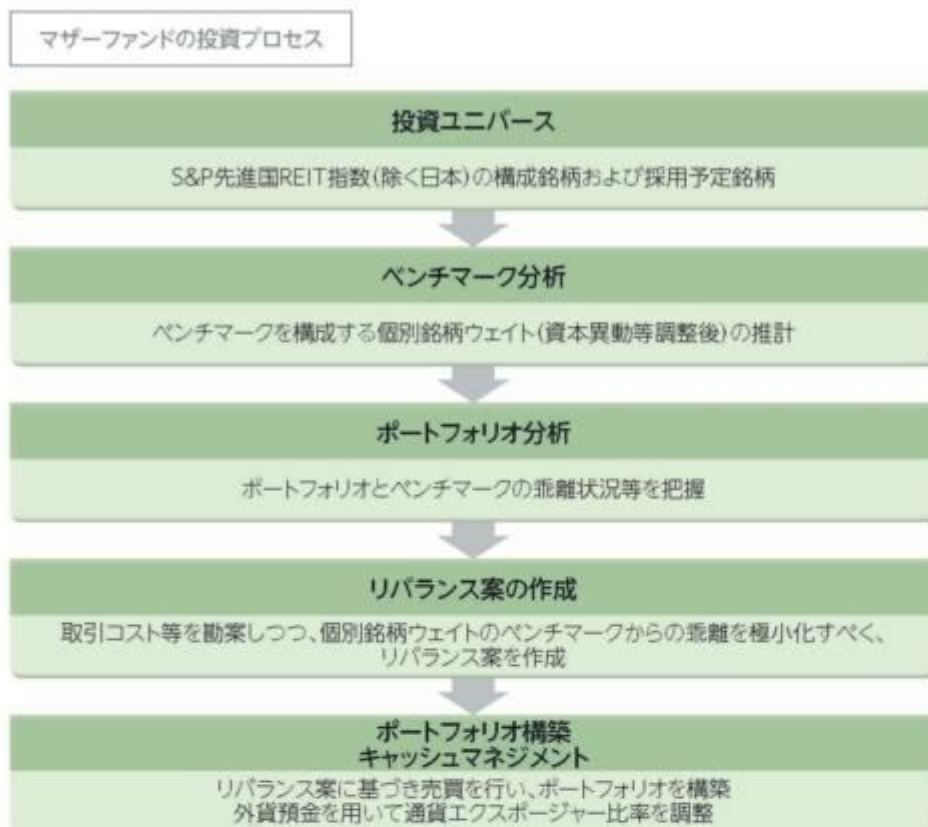 マザーファンドの投資プロセス
投資ユニバース
S&P先進国REIT指数(除く日本)の構成銘柄および採用予定銘柄
ベンチマーク分析
ベンチマークを構成する個別銘柄ウェイト(資本異動等調整後)の推計
ポートフォリオ分析
ポートフォリオとベンチマークの乖離状況等を把握
リバランス案の作成
取引コスト等を勘案しつつ、個別銘柄ウェイトのベンチマークからの乖離を極小化すべく、
リバランス案を作成
ポートフォリオ構築
キャッシュマネジメント
リバランス案に基づき売買を行い、ポートフォリオを構築
外貨預金を用いて通貨エクスポージャー比率を調整